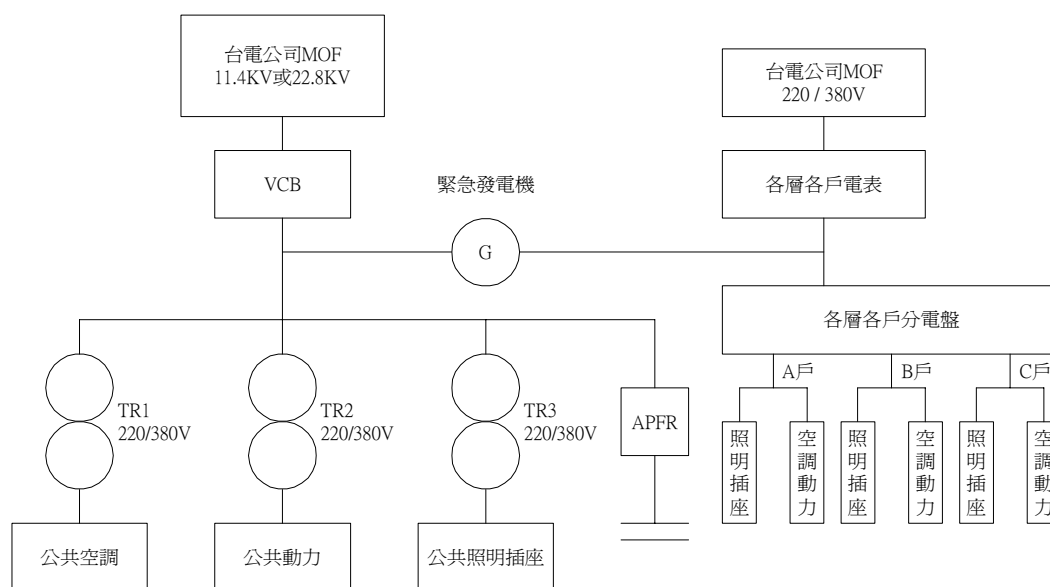 台電公司MOF
11.4KV或22.8KV
台電公司MOF
220 / 380V
VCB
緊急發電機
各層各戶電表
G
各層各戶分電盤
A戶
B戶
C戶
TR1
220/380V
TR2
220/380V
TR3
220/380V
APFR
照明插座
空調動力
照明插座
空調動力
照明插座
空調動力
公共空調
公共動力
公共照明插座